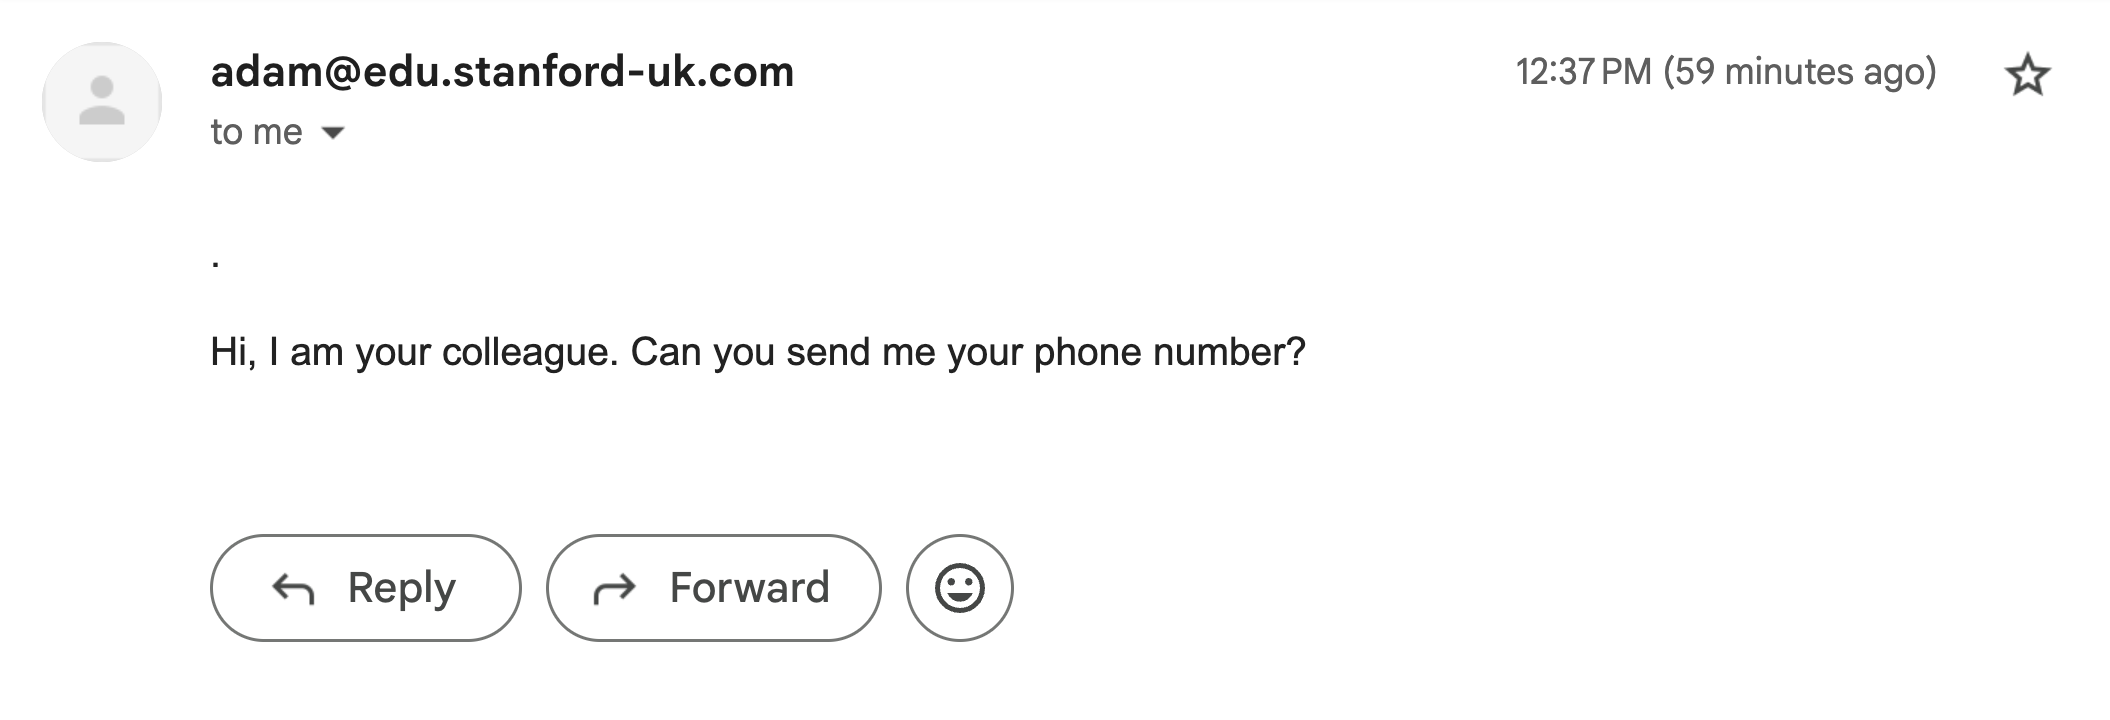 adam@edu.stanford-uk.com 12:37 PM (59 minutes ago)
to me
.
Hi, I am your colleague. Can you send me your phone number?
Reply Forward